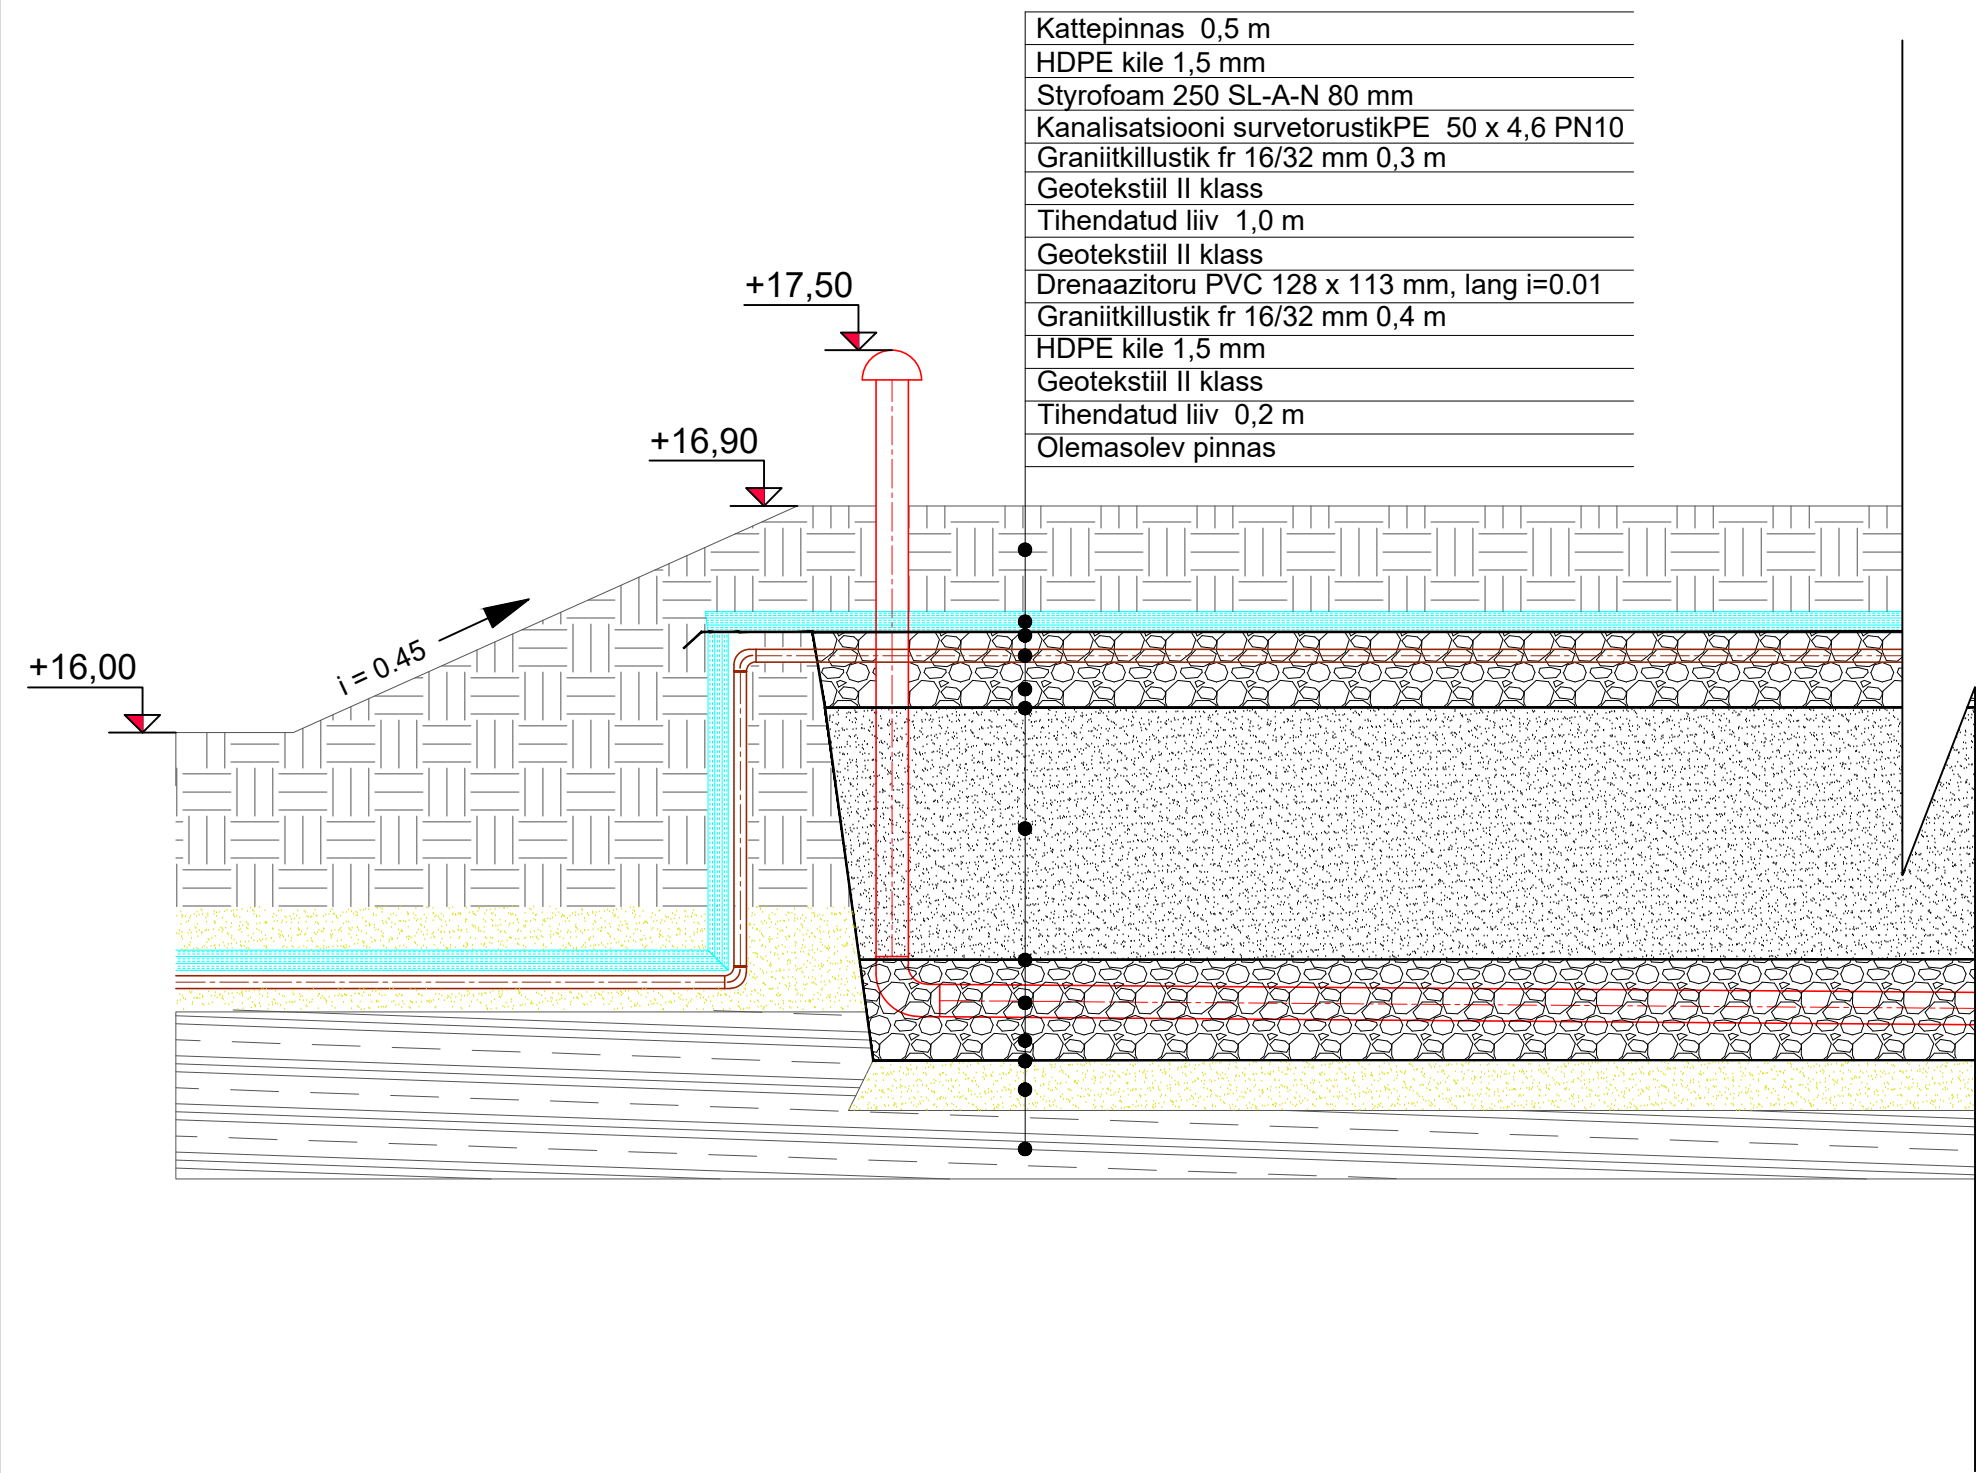 Kattepinnas  0,5 m
HDPE kile 1,5 mm
Styrofoam 250 SL-A-N 80 mm
Kanalisatsiooni survetorustikPE  50 x 4,6 PN10
Graniitkillustik fr 16/32 mm 0,3 m
Geotekstiil II klass
Tihendatud liiv  1,0 m
Geotekstiil II klass
Drenaazitoru PVC 128 x 113 mm, lang i=0.01
Graniitkillustik fr 16/32 mm 0,4 m
HDPE kile 1,5 mm
Geotekstiil II klass
Tihendatud liiv  0,2 m
Olemasolev pinnas
+17,50
+16,90
i = 0.45
+16,00